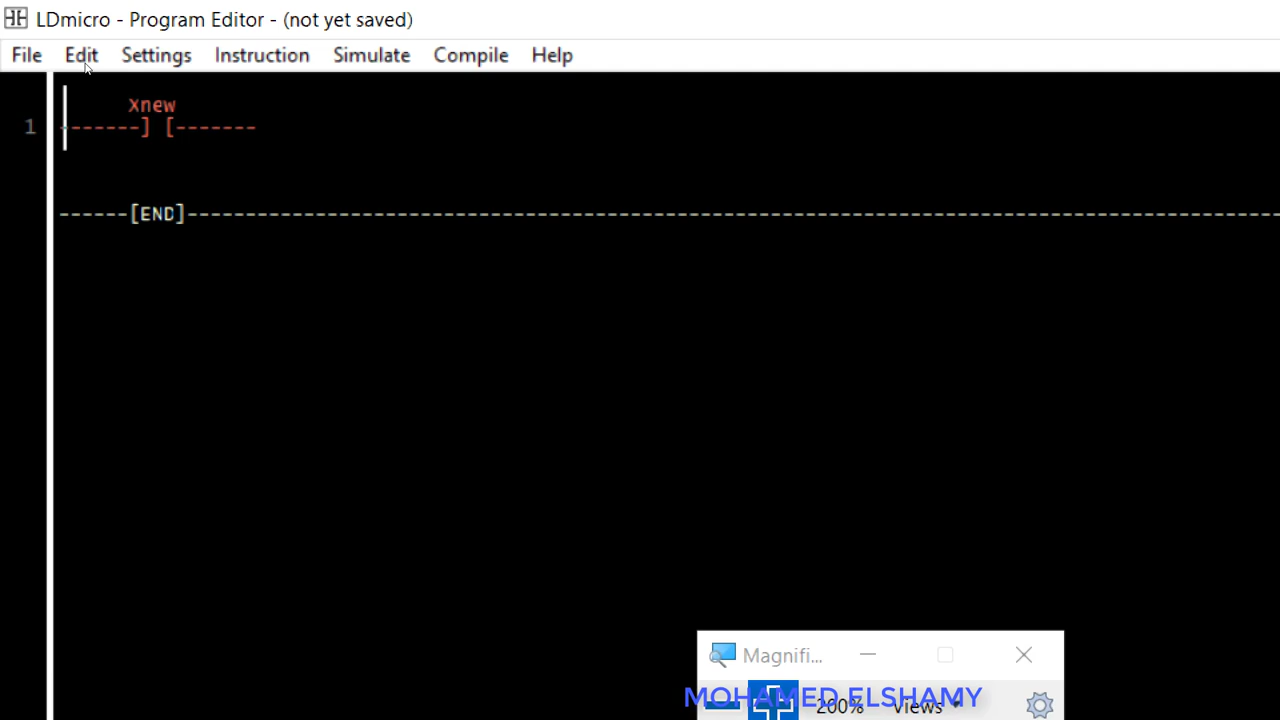 LDmicro - Program Editor - (not yet saved)
File Edit Settings Instruction Simulate Compile Help
Xnew
1 ------] [-------
------[END]----------------------------------------------------------------------------------------------
Magnifi...
MOHAMED ELSHAMY
200% Views